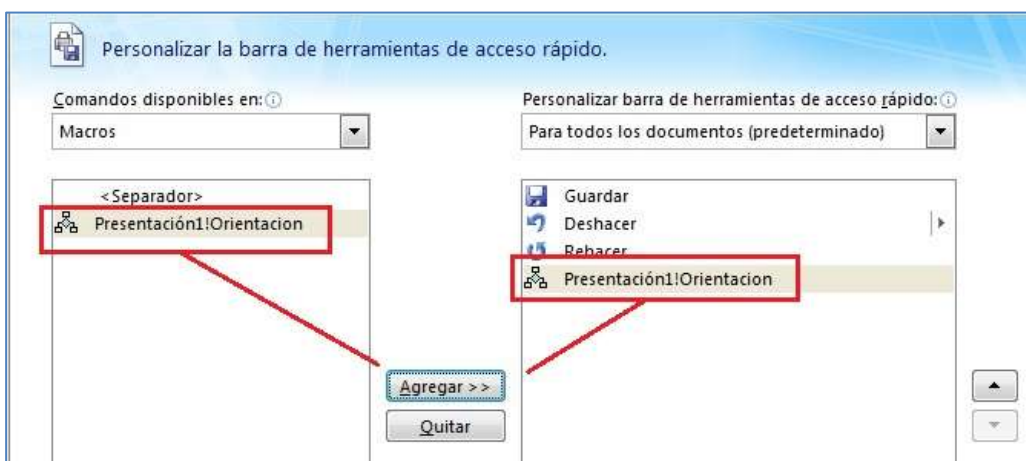 Personalizar la barra de herramientas de acceso rápido.
Comandos disponibles en:
Macros
<Separador>
Presentación1!Orientacion
Agregar >>
Quitar
Personalizar barra de herramientas de acceso rápido:
Para todos los documentos (predeterminado)
Guardar
Deshacer
Rehacer
Presentación1!Orientacion